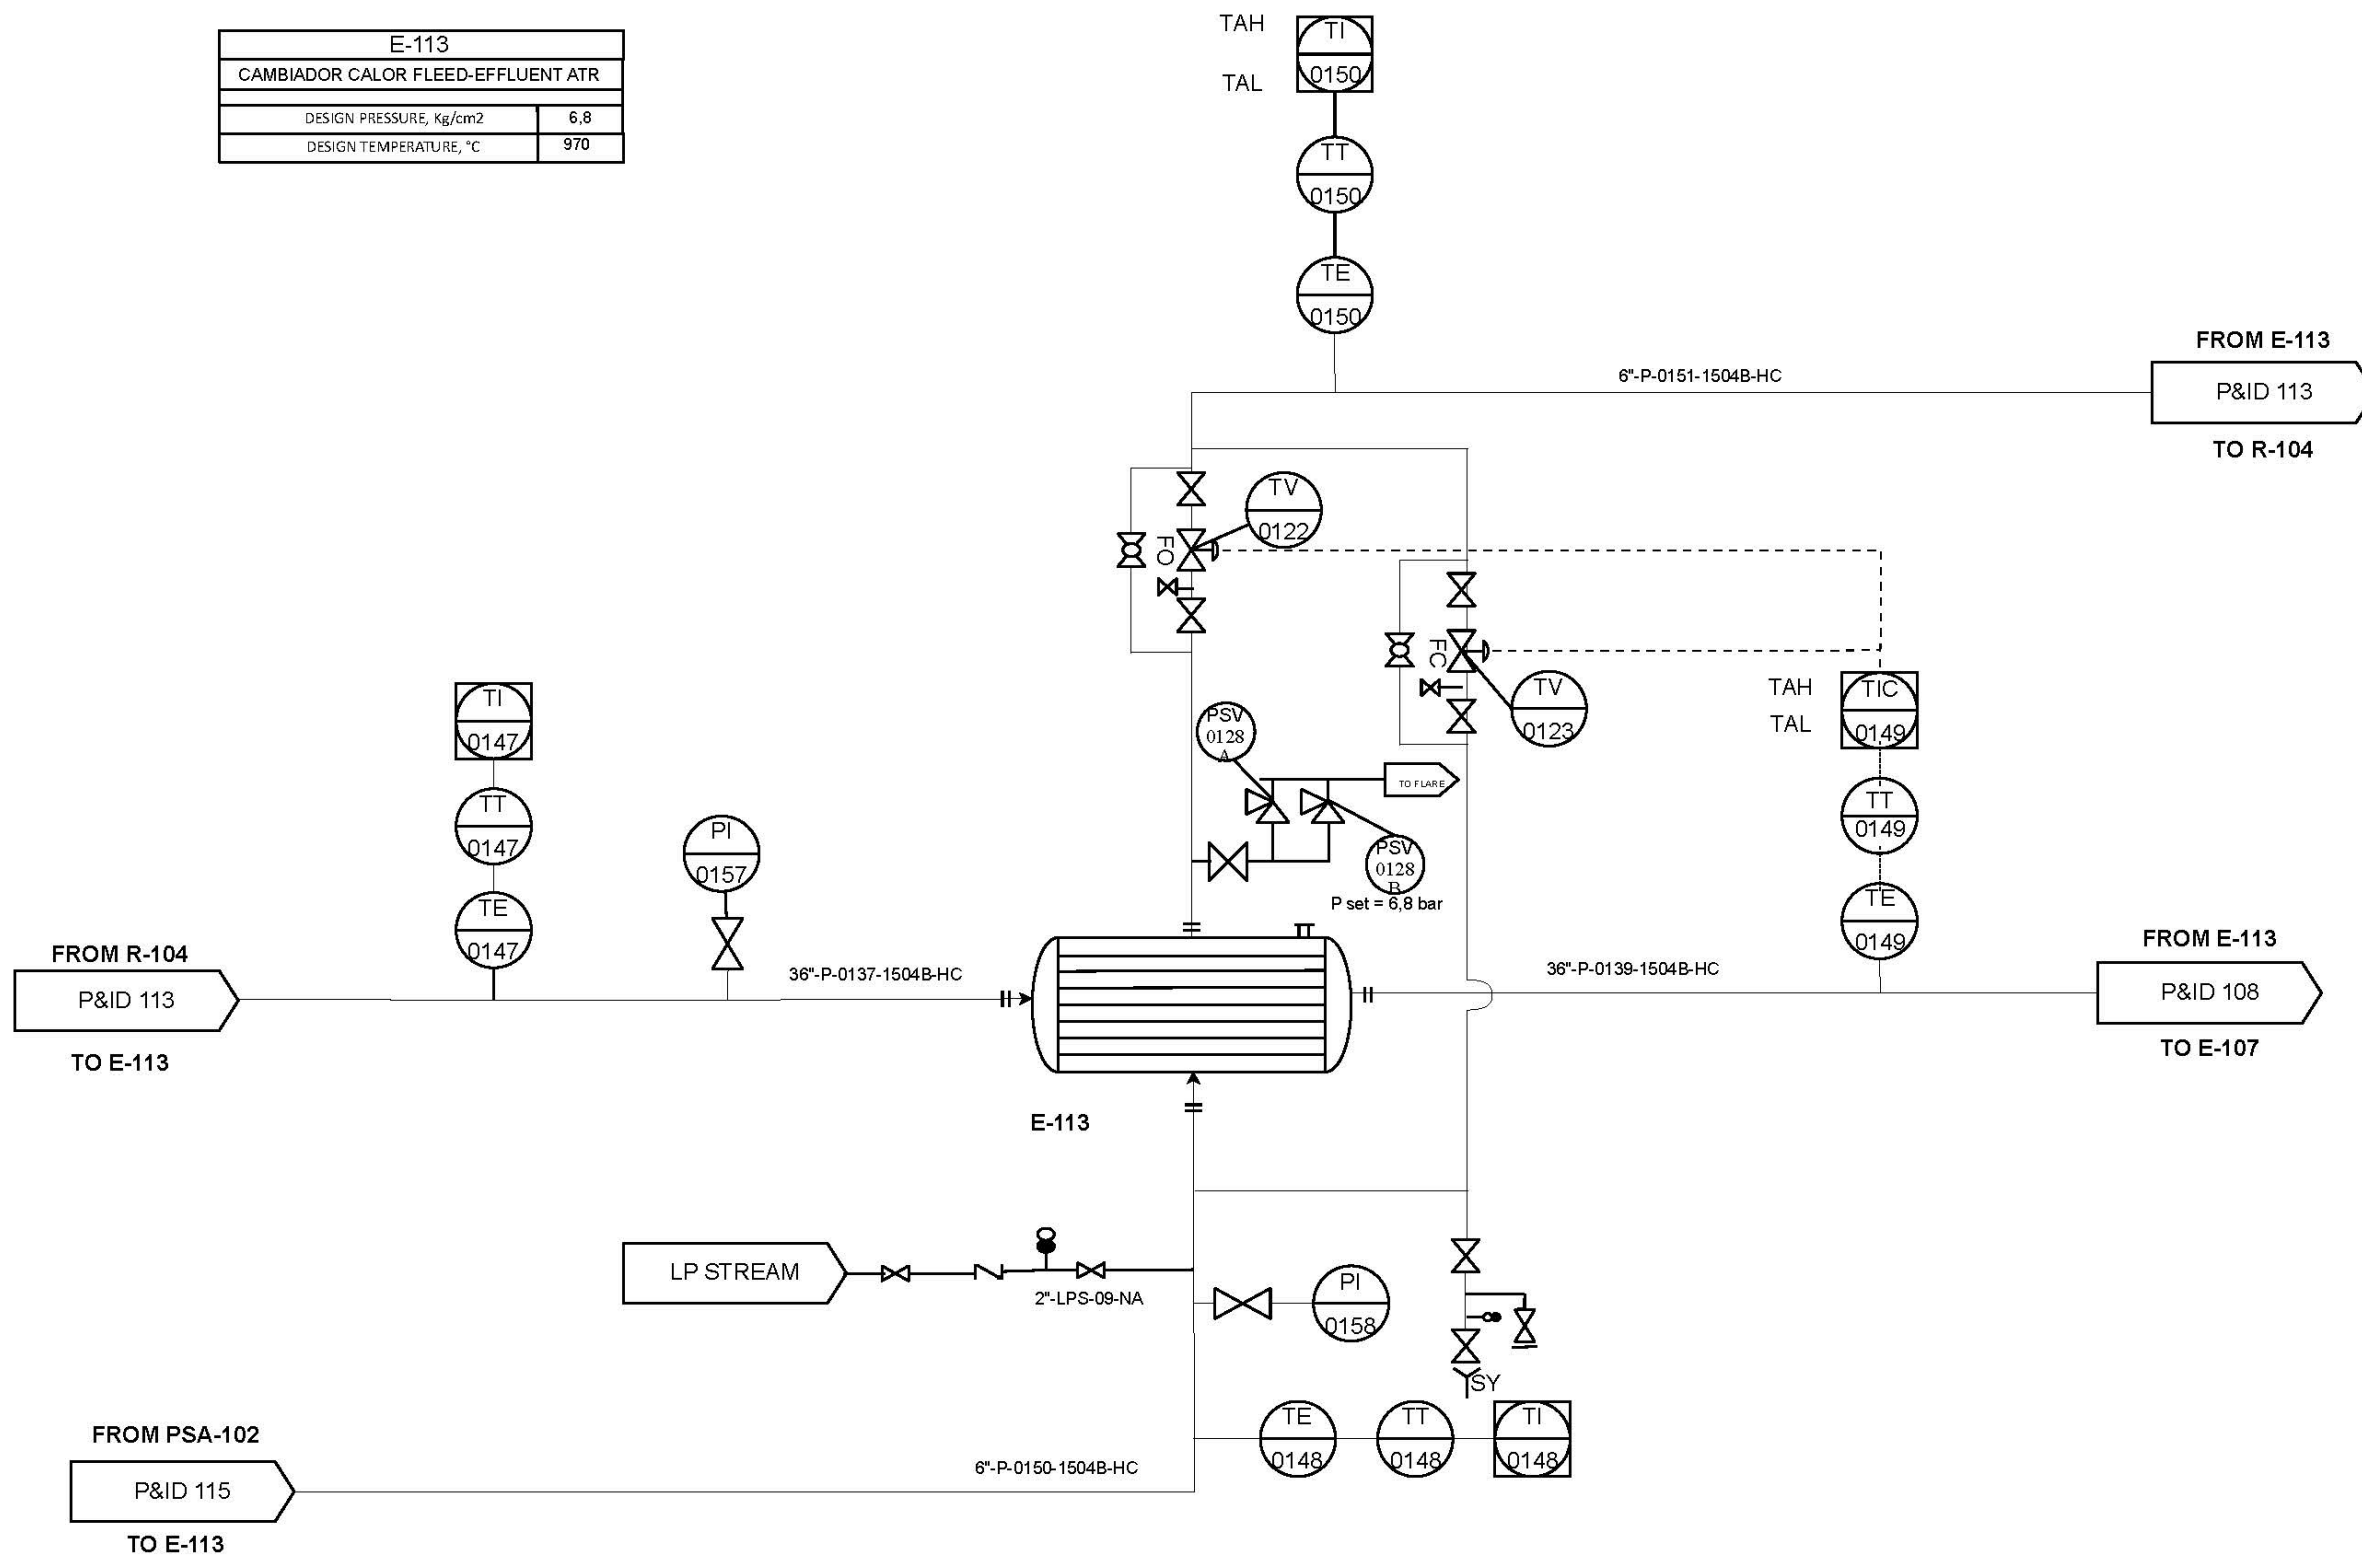 E-113
CAMBIADOR CALOR FLEED-EFFLUENT ATR
DESIGN PRESSURE, Kg/cm2
6,8
DESIGN TEMPERATURE, °C
970
TAH
TAL
TI
0150
TT
0150
TE
0150
6"-P-0151-1504B-HC
FROM E-113
P&ID 113
TO R-104
TV
0122
FO
FC
TV
0123
TAH
TAL
TIC
0149
TT
0149
TE
0149
PSV
0128
A
TO FLARE
PSV
0128
B
P set = 6,8 bar
TI
0147
TT
0147
TE
0147
PI
0157
FROM R-104
P&ID 113
TO E-113
36"-P-0137-1504B-HC
36"-P-0139-1504B-HC
FROM E-113
P&ID 108
TO E-107
E-113
LP STREAM
2"-LPS-09-NA
PI
0158
SY
TE
0148
TT
0148
TI
0148
FROM PSA-102
P&ID 115
TO E-113
6"-P-0150-1504B-HC